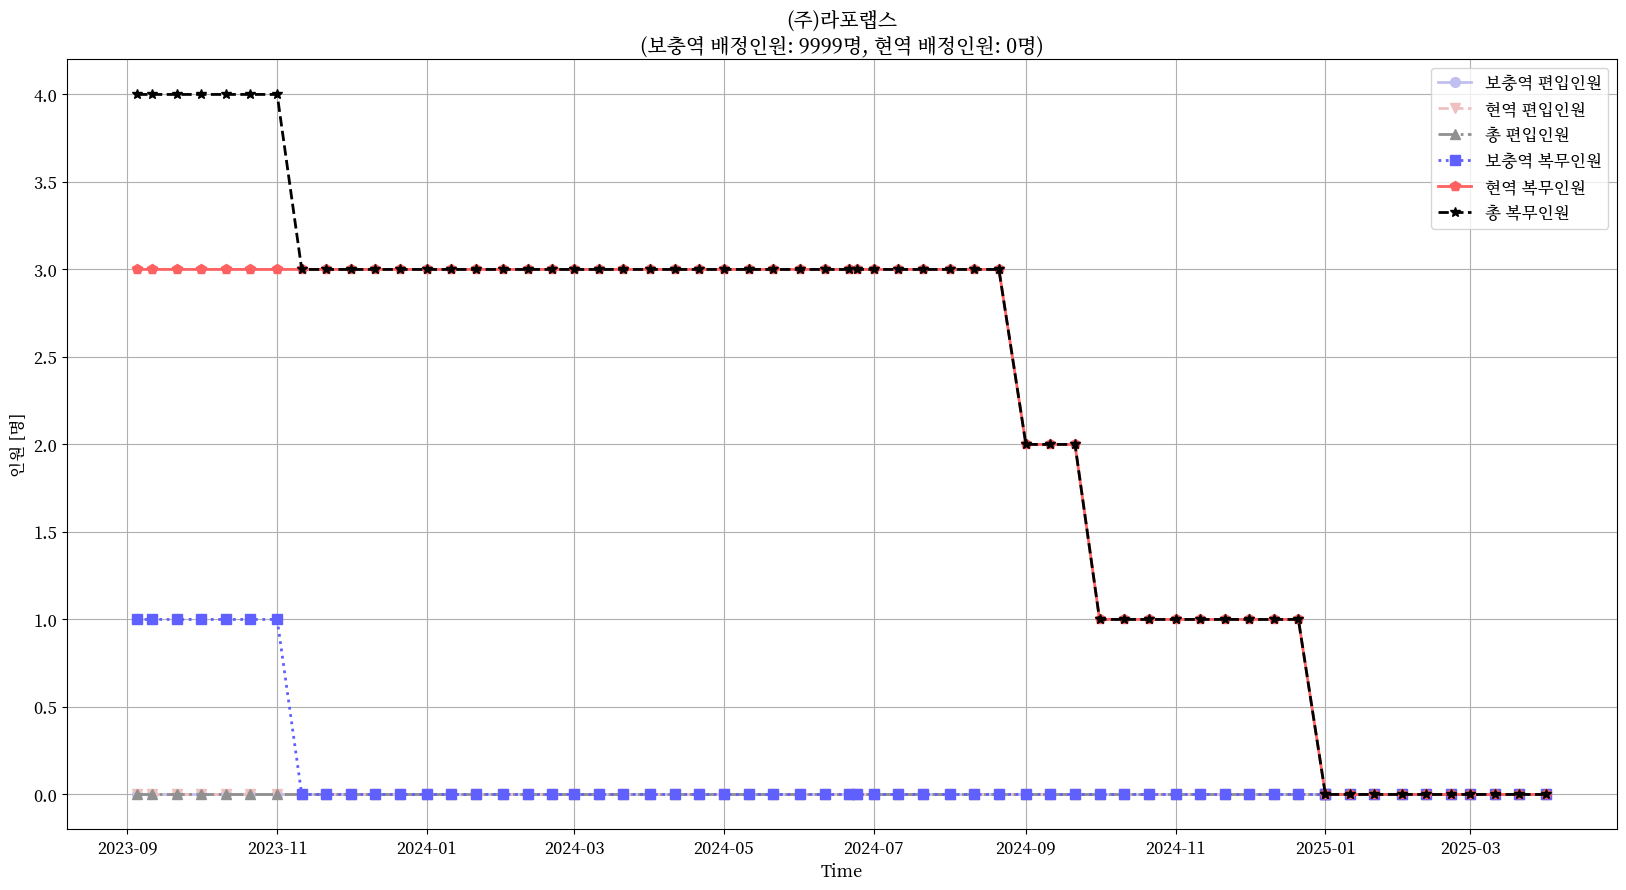 (주)라포랩스
(보충역 배정인원: 9999명, 현역 배정인원: 0명)
보충역 편입인원
현역 편입인원
총 편입인원
보충역 복무인원
현역 복무인원
총 복무인원
4.0
3.5
3.0
2.5
2.0
1.5
1.0
0.5
0.0
인원 [명]
2023-09 2023-11 2024-01 2024-03 2024-05 2024-07 2024-09 2024-11 2025-01 2025-03
Time